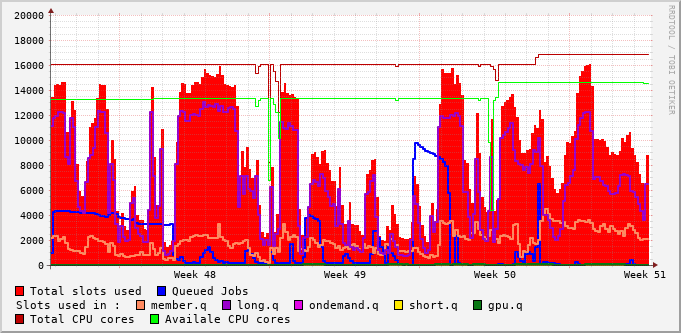 20000
18000
16000
14000
12000
10000
8000
6000
4000
2000
0
Week 48 Week 49 Week 50 Week 51
RRDTOOL / TOBI OETIKER
Total slots used Queued Jobs
Slots used in : member.q long.q ondemand.q short.q gpu.q
Total CPU cores Availale CPU cores